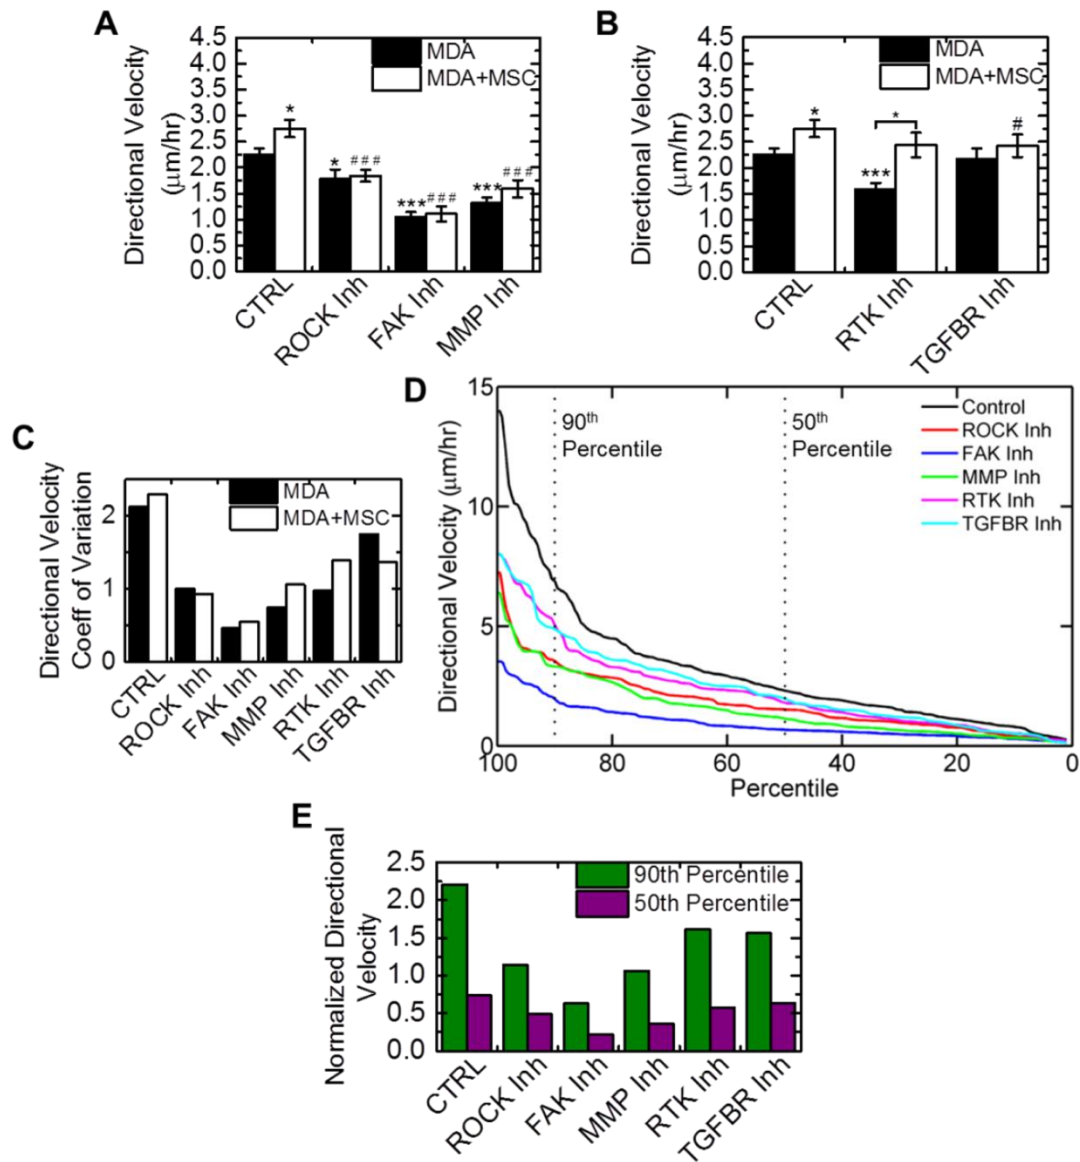 A
Directional Velocity
(μm/hr)
4.5
4.0
3.5
3.0
2.5
2.0
1.5
1.0
0.5
0.0
MDA
MDA+MSC
*
*
###
***
###
***
###
CTRL
ROCK Inh
FAK Inh
MMP Inh
B
Directional Velocity
(μm/hr)
4.5
4.0
3.5
3.0
2.5
2.0
1.5
1.0
0.5
0.0
MDA
MDA+MSC
*
***
*
#
CTRL
RTK Inh
TGFBR Inh
C
Directional Velocity
Coeff of Variation
2
1
0
MDA
MDA+MSC
CTRL
ROCK Inh
FAK Inh
MMP Inh
RTK Inh
TGFBR Inh
D
Directional Velocity (μm/hr)
15
10
5
0
90th
Percentile
50th
Percentile
Control
ROCK Inh
FAK Inh
MMP Inh
RTK Inh
TGFBR Inh
100
80
60
40
20
0
Percentile
E
Normalized Directional
Velocity
2.5
2.0
1.5
1.0
0.5
0.0
90th Percentile
50th Percentile
CTRL
ROCK Inh
FAK Inh
MMP Inh
RTK Inh
TGFBR Inh